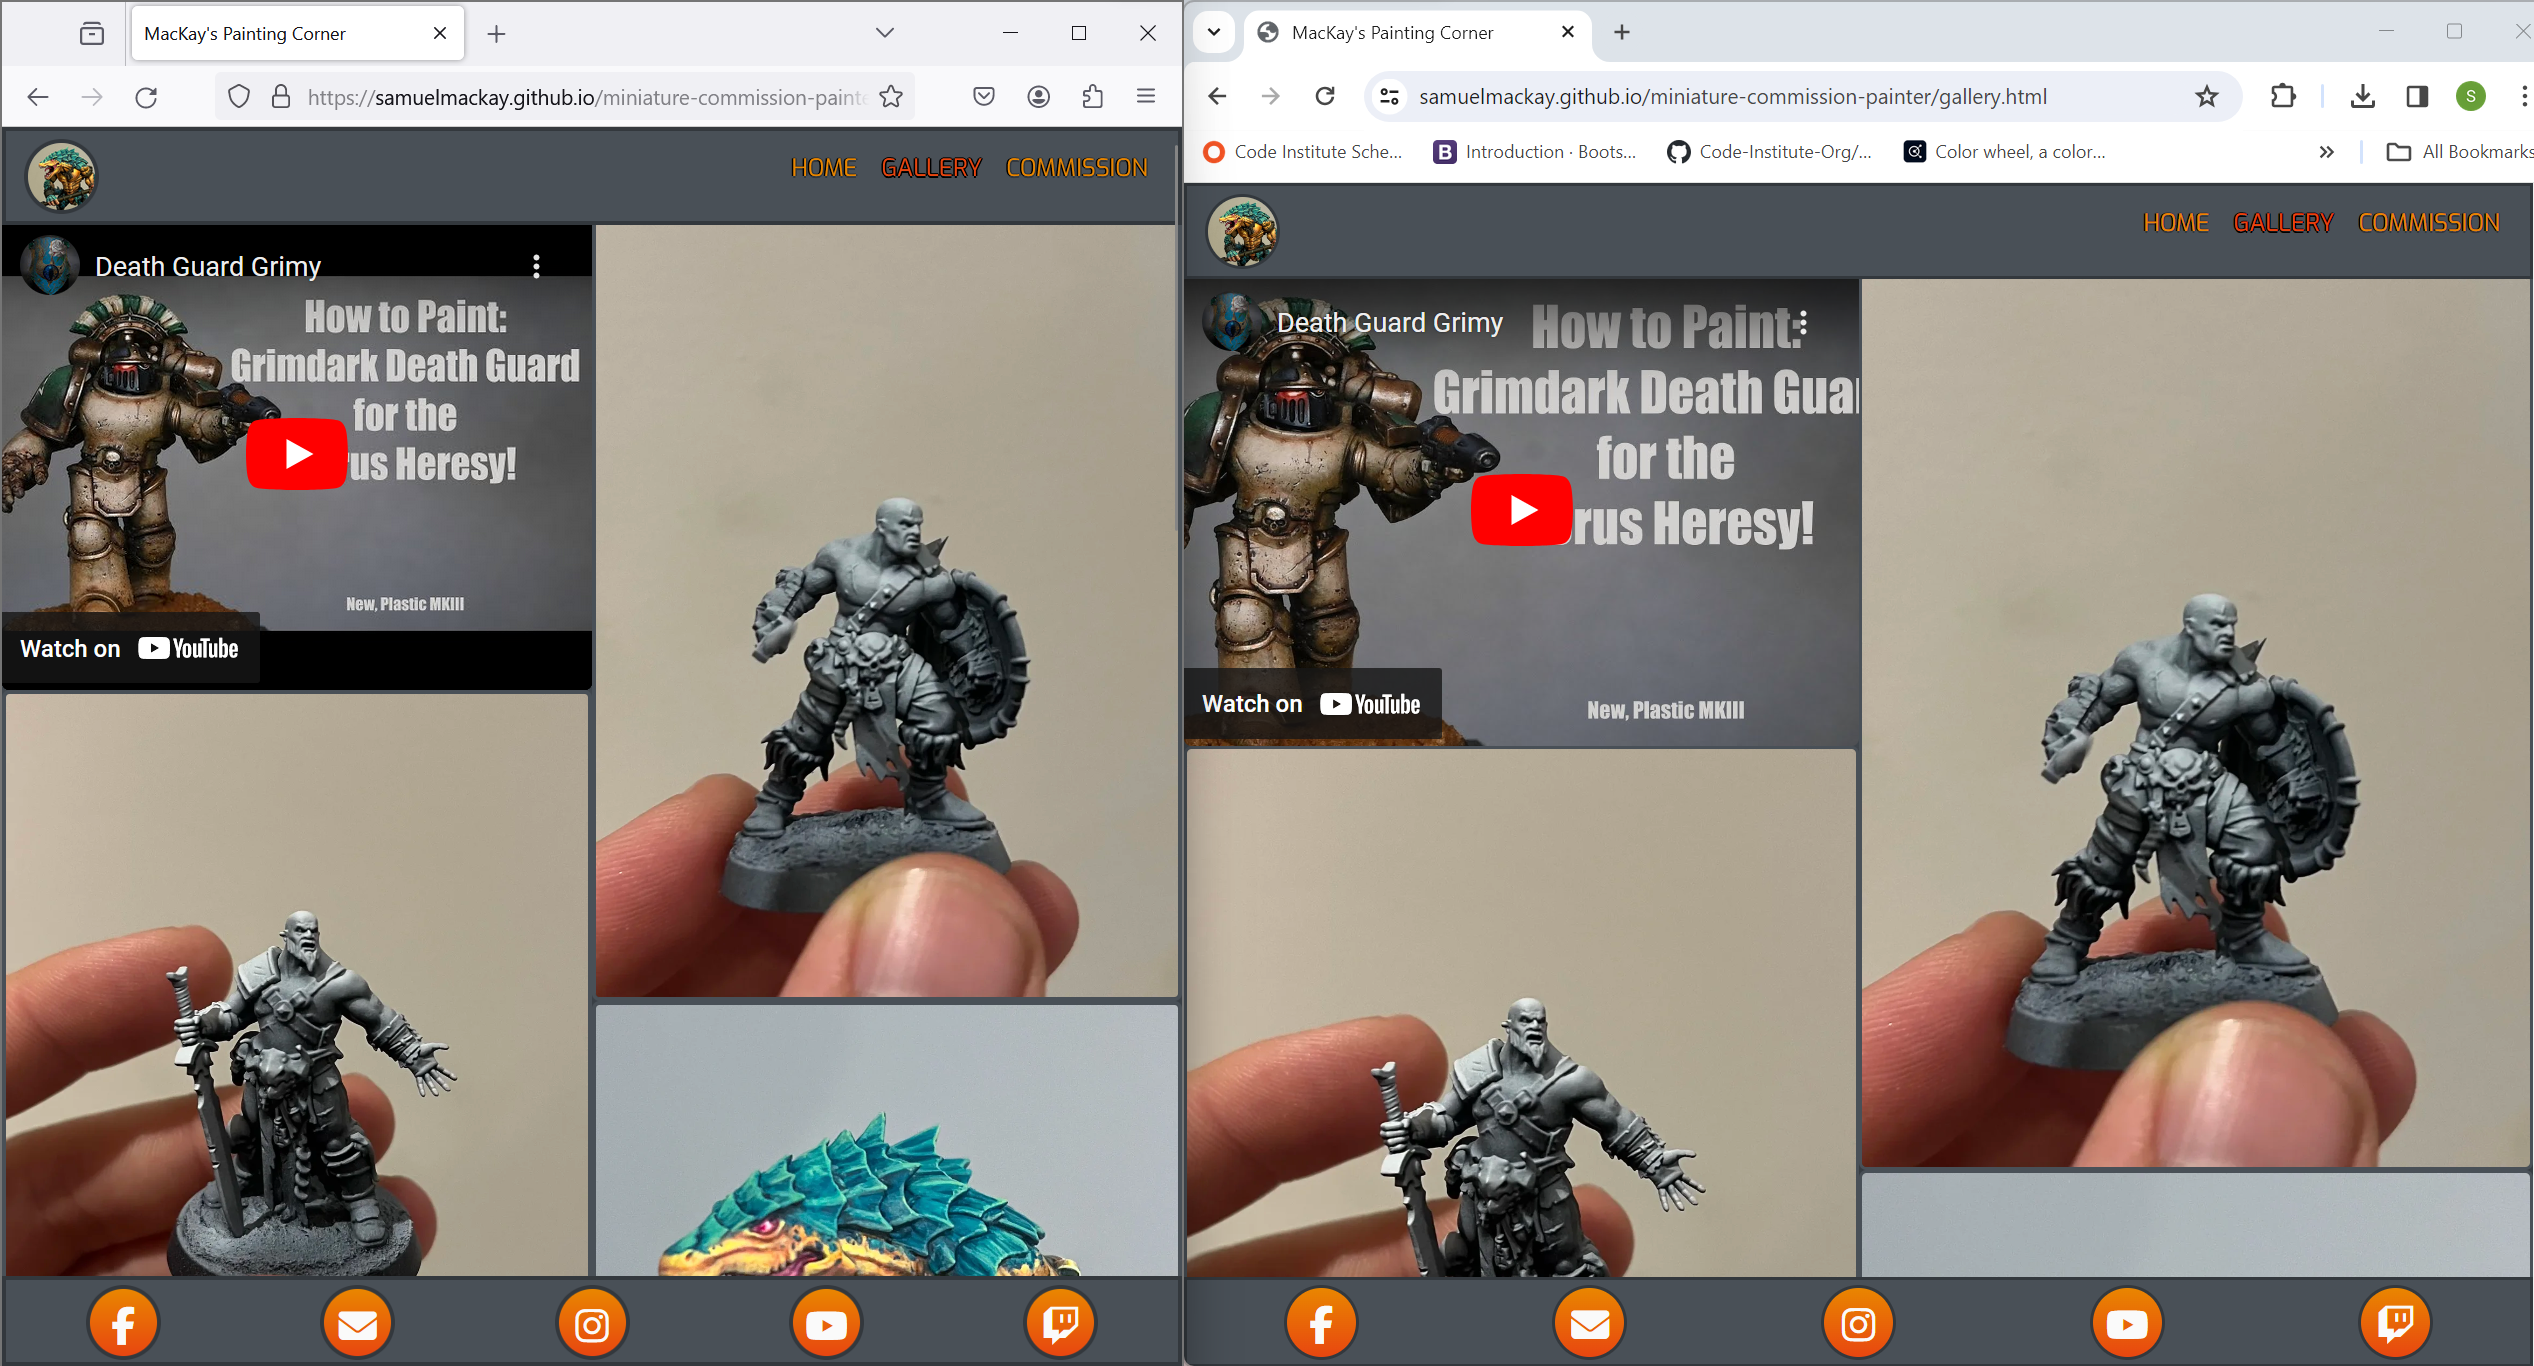 MacKay's Painting Corner
https://samuelmackay.github.io/miniature-commission-painte
HOME GALLERY COMMISSION
Death Guard Grimy
How to Paint:
Grimdark Death Guard
for the
rus Heresy!
New, Plastic MKIII
Watch on YouTube
MacKay's Painting Corner
samuelmackay.github.io/miniature-commission-painter/gallery.html
S
Code Institute Sche...
B Introduction · Boots...
Code-Institute-Org/...
Color wheel, a color...
All Bookmarks
HOME GALLERY COMMISSION
Death Guard Grimy
How to Paint:
Grimdark Death Guar
for the
rus Heresy!
New, Plastic MKIII
Watch on YouTube